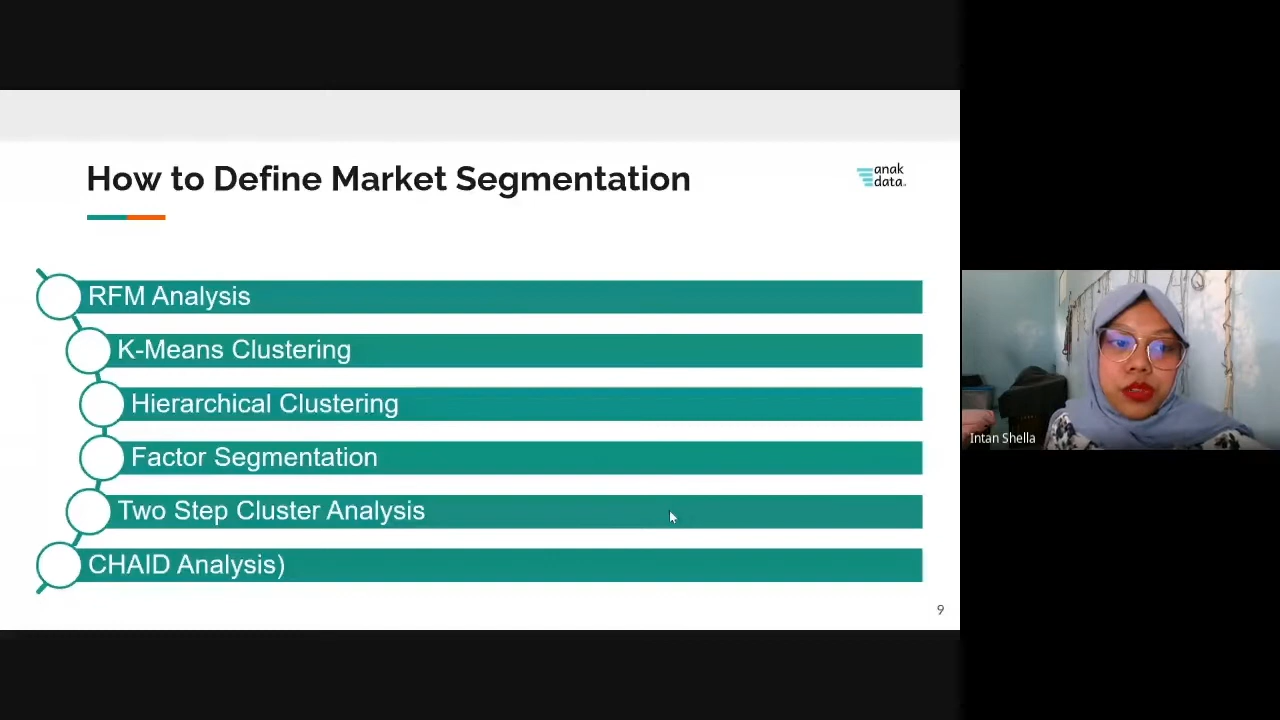 How to Define Market Segmentation
anak
data.
RFM Analysis
K-Means Clustering
Hierarchical Clustering
Factor Segmentation
Two Step Cluster Analysis
CHAID Analysis)
9
Intan Shella